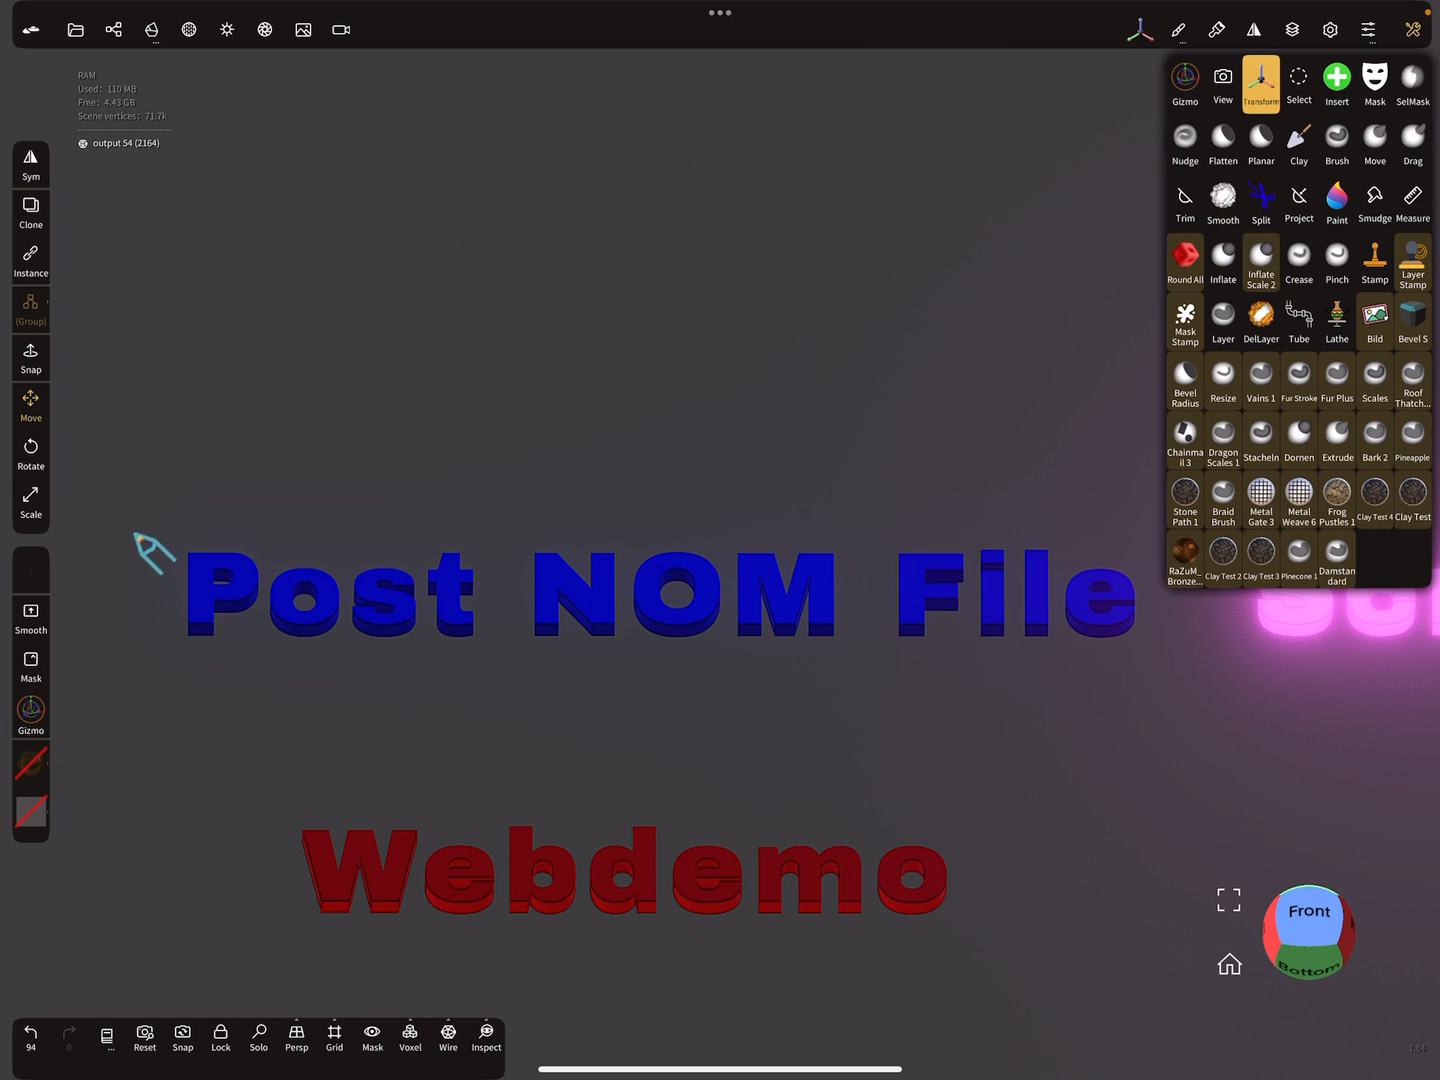 RAM
Used: 110 MB
Free: 4.43 GB
Scene vertices: 71.7k
output 54 (2164)
Sym
Clone
Instance
(Group)
Snap
Move
Rotate
Scale
Smooth
Mask
Gizmo
Gizmo View Transform Select Insert Mask SelMask
Nudge Flatten Planar Clay Brush Move Drag
Trim Smooth Split Project Paint Smudge Measure
Round All Inflate Inflate Scale 2 Crease Pinch Stamp Layer Stamp
Mask Stamp Layer DelLayer Tube Lathe Bild Bevel S
Bevel Radius Resize Vains 1 Fur Stroke Fur Plus Scales Roof Thatch...
Chainmail 3 Dragon Scales 1 Stacheln Dornen Extrude Bark 2 Pineapple
Stone Path 1 Braid Brush Metal Gate 3 Metal Weave 6 Frog Pustles 1 Clay Test 4 Clay Test
RaZuM_Bronze... Clay Test 2 Clay Test 3 Pinecone 1 Damstandard
Post NOM File
Webdemo
Front
Bottom
94 0 ... Reset Snap Lock Solo Persp Grid Mask Voxel Wire Inspect
1.84